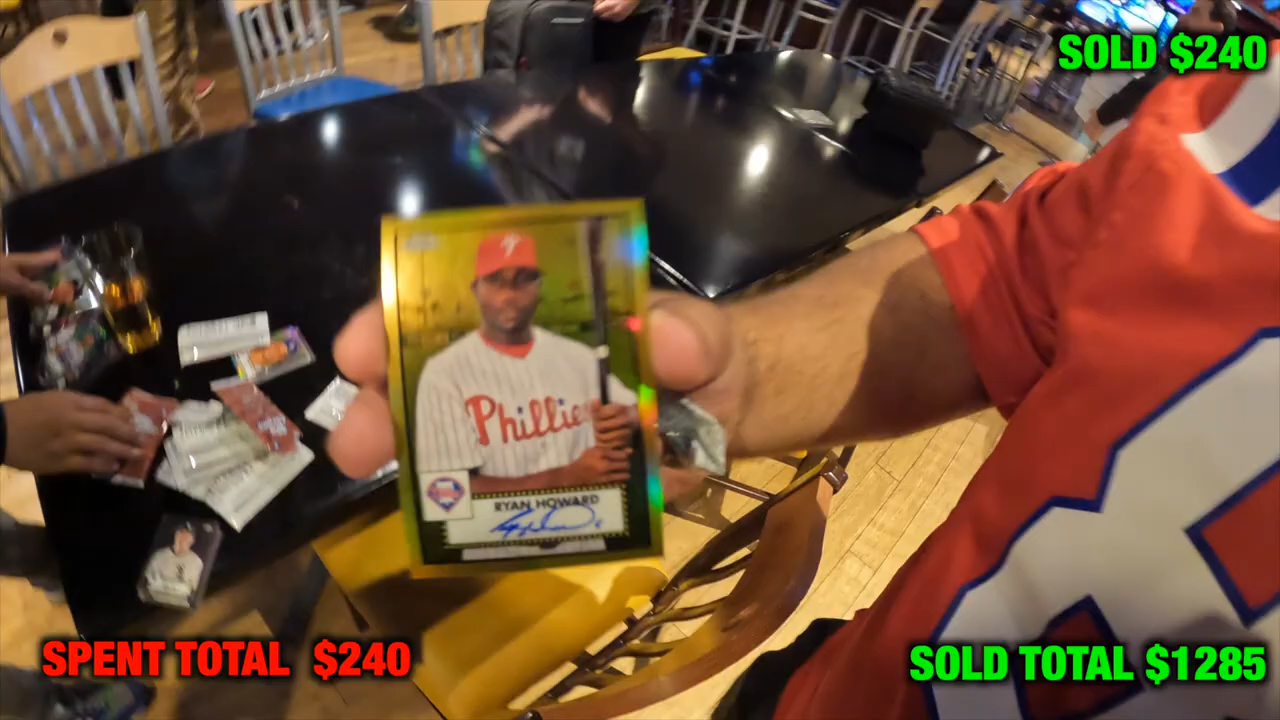 SOLD $240
Phillies
RYAN HOWARD
SPENT TOTAL $240
SOLD TOTAL $1285